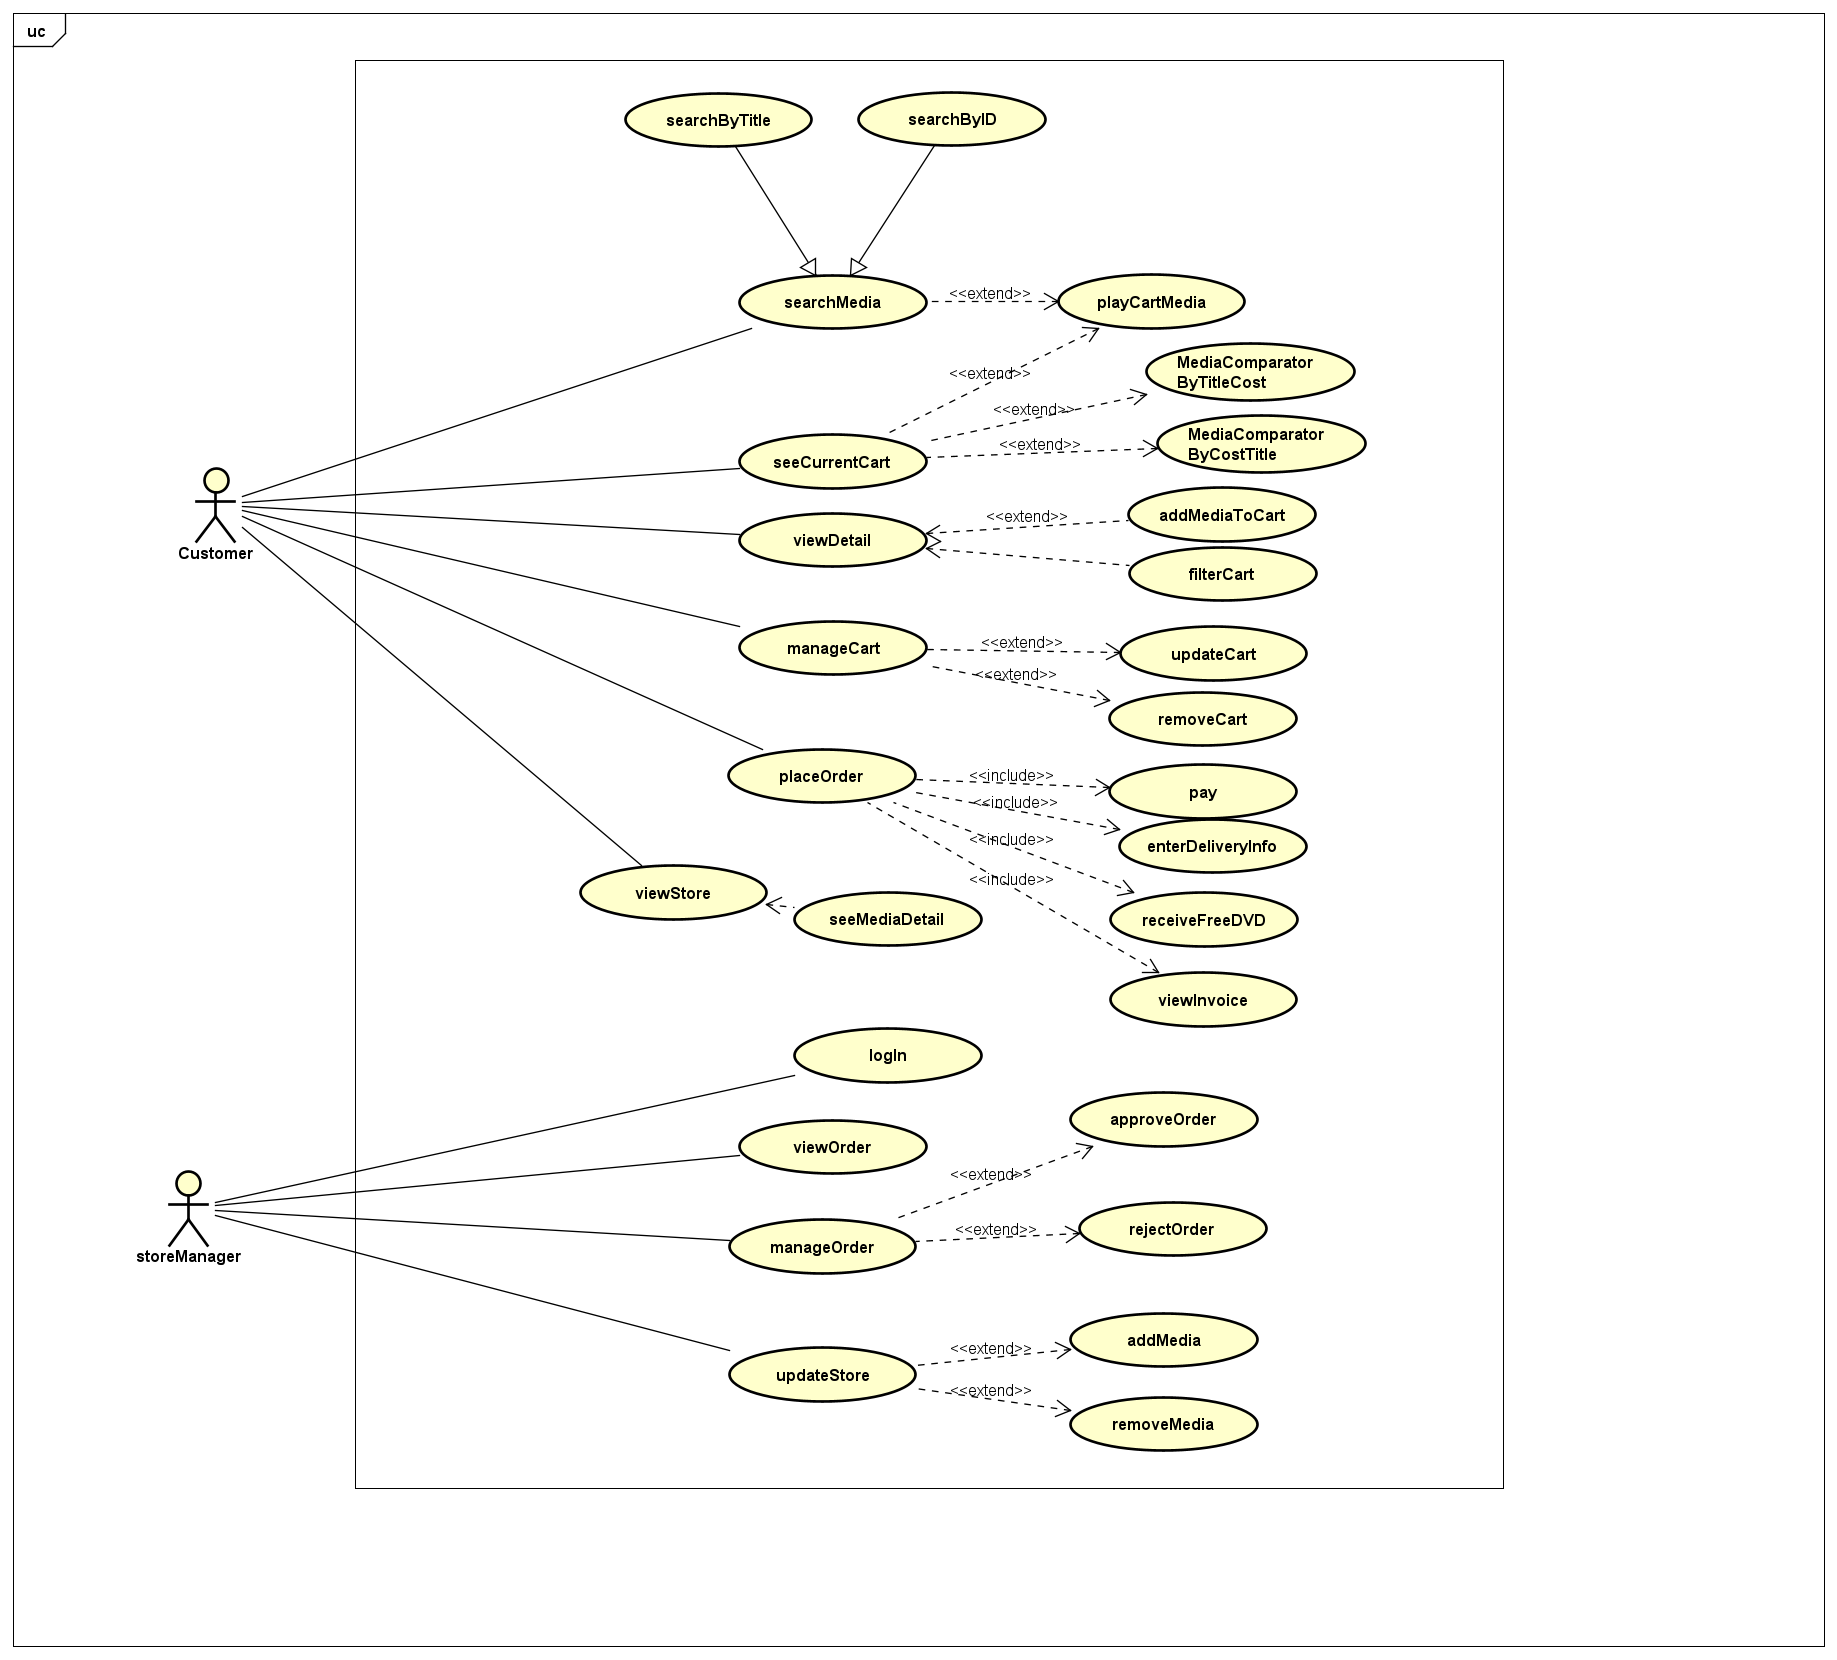 uc
searchByTitle
searchByID
searchMedia
<<extend>>
playCartMedia
<<extend>>
MediaComparator
ByTitleCost
<<extend>>
MediaComparator
ByCostTitle
<<extend>>
seeCurrentCart
Customer
viewDetail
<<extend>>
addMediaToCart
filterCart
manageCart
<<extend>>
updateCart
<<extend>>
removeCart
placeOrder
<<include>>
pay
<<include>>
enterDeliveryInfo
<<include>>
<<include>>
viewStore
seeMediaDetail
receiveFreeDVD
viewInvoice
logIn
approveOrder
viewOrder
<<extend>>
storeManager
manageOrder
<<extend>>
rejectOrder
updateStore
<<extend>>
addMedia
<<extend>>
removeMedia